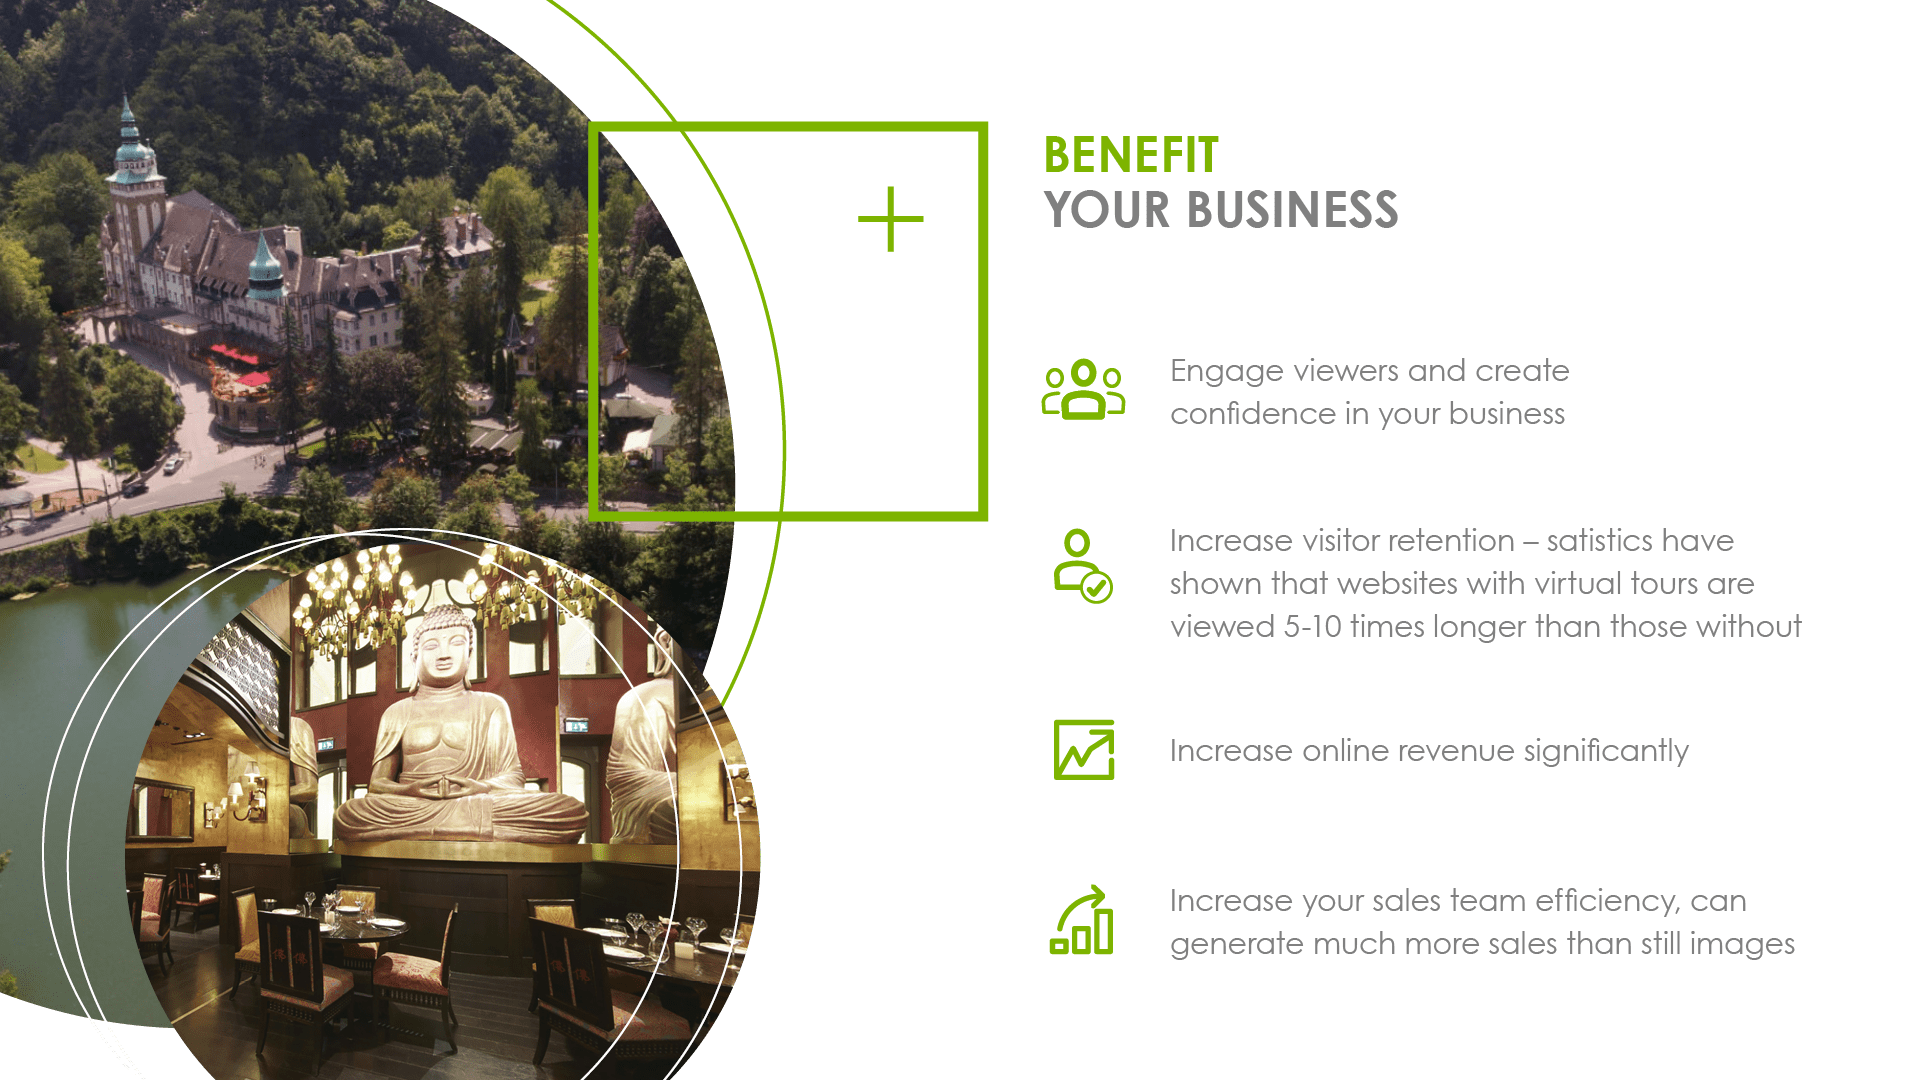 BENEFIT
YOUR BUSINESS
Engage viewers and create
confidence in your business
Increase visitor retention – satistics have
shown that websites with virtual tours are
viewed 5-10 times longer than those without
Increase online revenue significantly
Increase your sales team efficiency, can
generate much more sales than still images